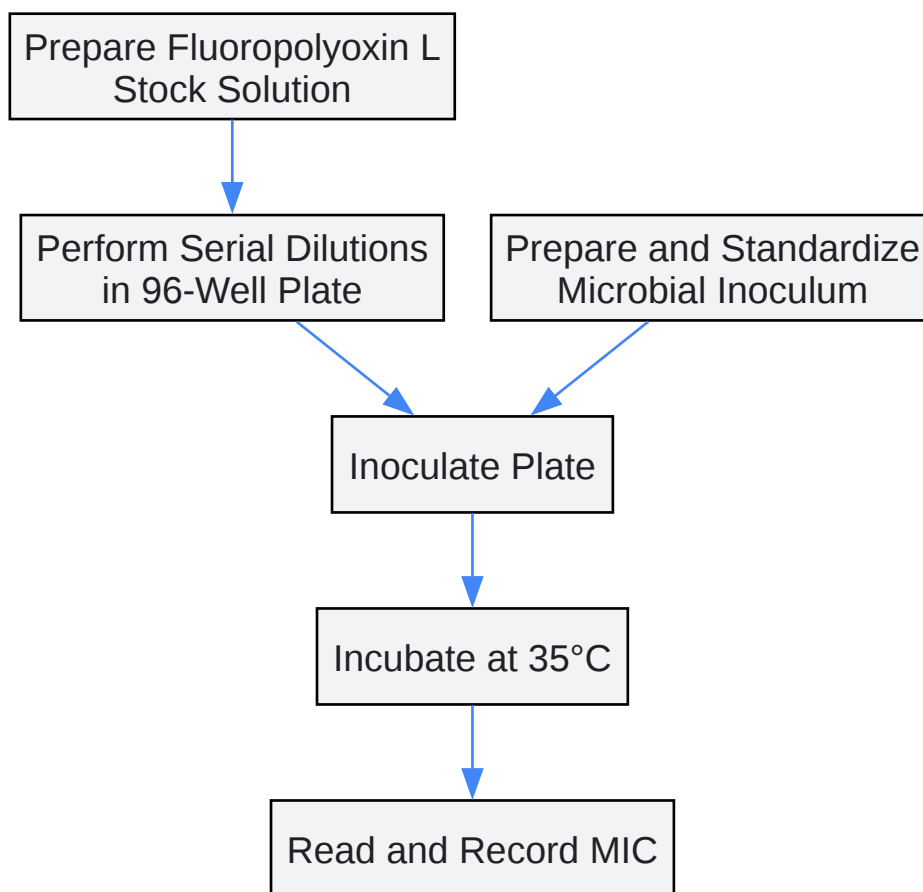 Prepare Fluoropolyoxin L
Stock Solution
Perform Serial Dilutions
in 96-Well Plate
Prepare and Standardize
Microbial Inoculum
Inoculate Plate
Incubate at 35°C
Read and Record MIC